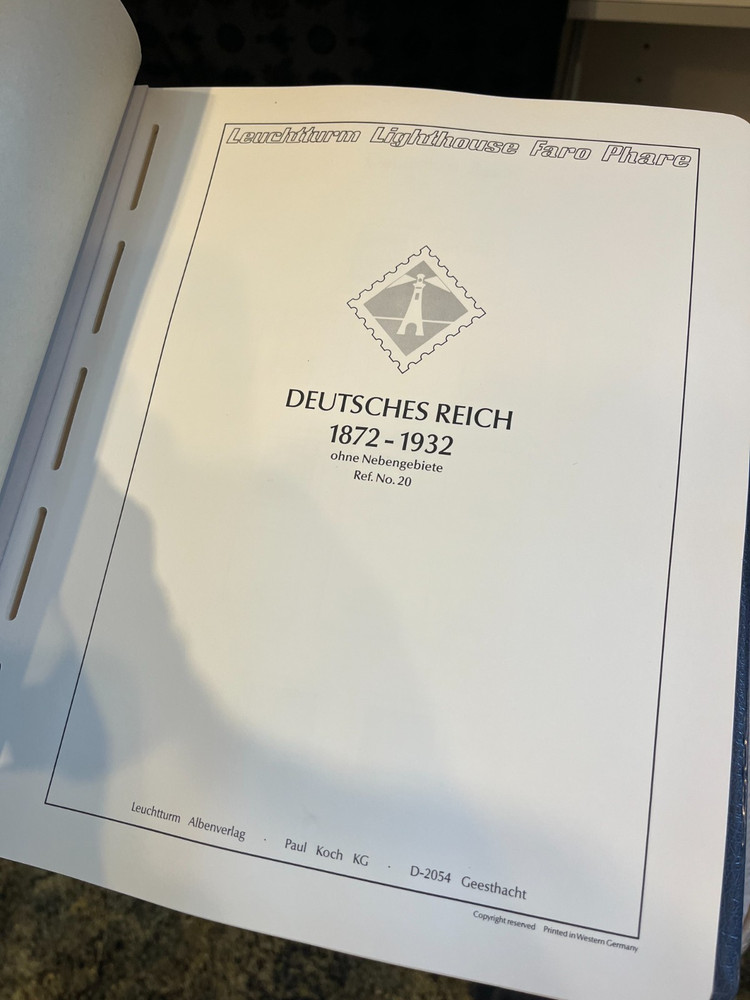 Leuchtturm Lighthouse Faro Phare
DEUTSCHES REICH
1872 - 1932
ohne Nebengebiete
Ref. No. 20
Leuchtturm Albenverlag · Paul Koch KG · D-2054 Geesthacht
Copyright reserved Printed in Western Germany